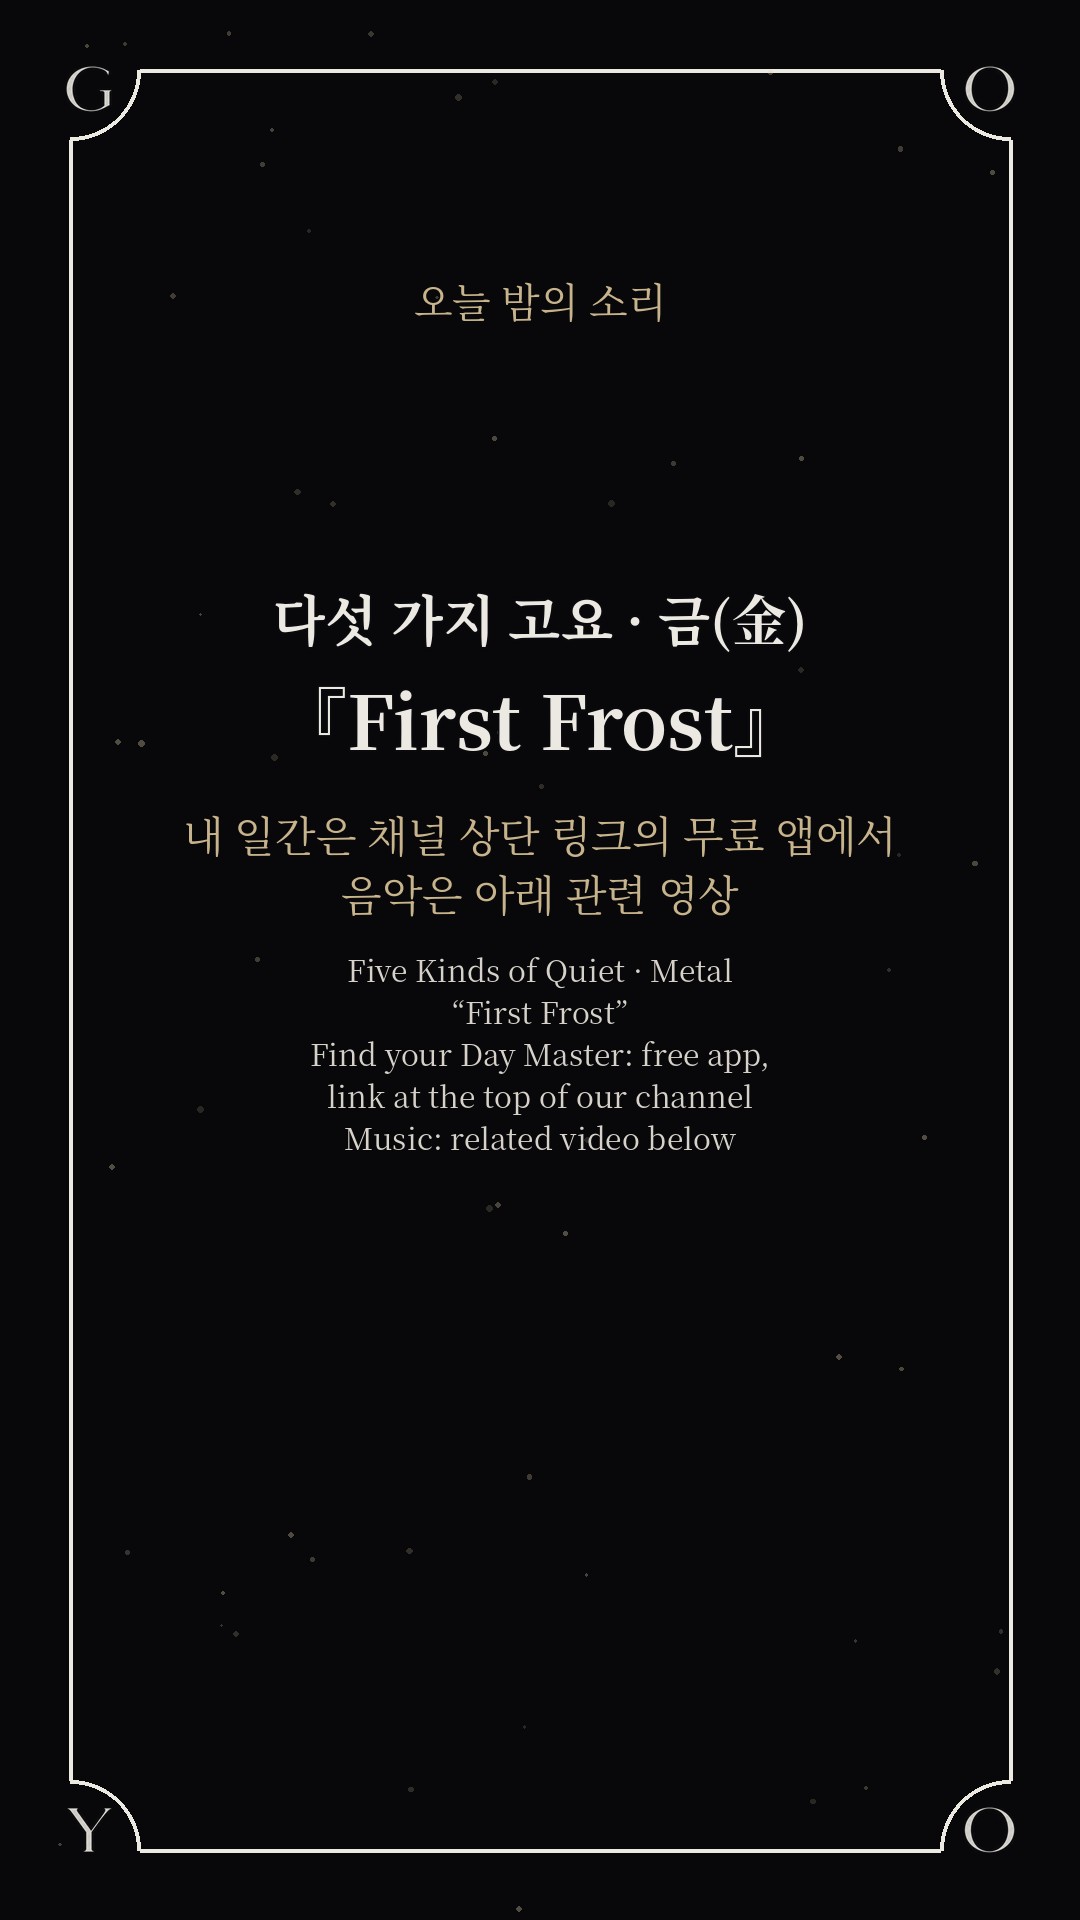 G O
오늘 밤의 소리
다섯 가지 고요 · 금(金)
『First Frost』
내 일간은 채널 상단 링크의 무료 앱에서
음악은 아래 관련 영상
Five Kinds of Quiet · Metal
“First Frost”
Find your Day Master: free app,
link at the top of our channel
Music: related video below
Y O